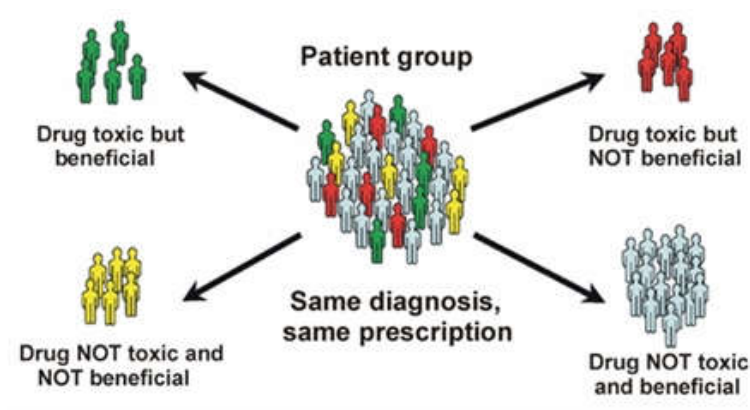 Patient group
Drug toxic but
beneficial
Drug toxic but
NOT beneficial
Same diagnosis,
same prescription
Drug NOT toxic and
NOT beneficial
Drug NOT toxic
and beneficial